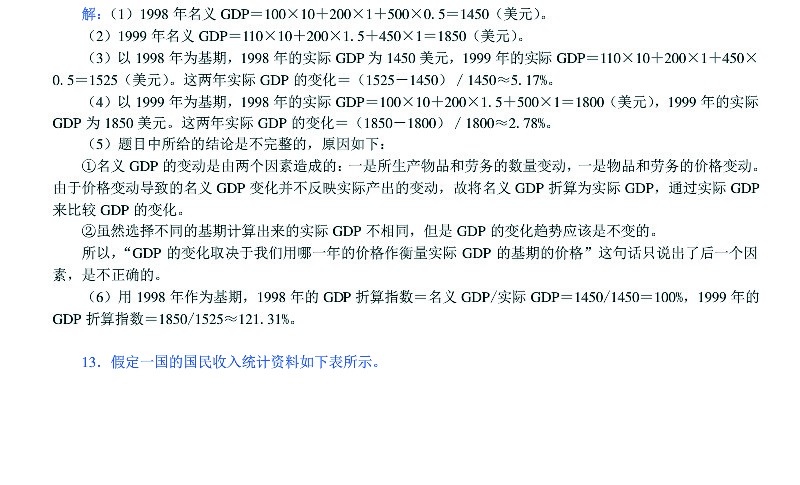 解：（1）1998 年名义 GDP＝100×10＋200×1＋500×0.5＝1450（美元）。
（2）1999 年名义 GDP＝110×10＋200×1.5＋450×1＝1850（美元）。
（3）以 1998 年为基期，1998 年的实际 GDP 为 1450 美元，1999 年的实际 GDP＝110×10＋200×1＋450×
0.5＝1525（美元）。这两年实际 GDP 的变化＝（1525－1450）/1450≈5.17%。
（4）以 1999 年为基期，1998 年的实际 GDP＝100×10＋200×1.5＋500×1＝1800（美元），1999 年的实际
GDP 为 1850 美元。这两年实际 GDP 的变化＝（1850－1800）/1800≈2.78%。
（5）题目中所给的结论是不完整的，原因如下：
①名义 GDP 的变动是由两个因素造成的：一是所生产物品和劳务的数量变动，一是物品和劳务的价格变动。
由于价格变动导致的名义 GDP 变化并不反映实际产出的变动，故将名义 GDP 折算为实际 GDP，通过实际 GDP
来比较 GDP 的变化。
②虽然选择不同的基期计算出来的实际 GDP 不相同，但是 GDP 的变化趋势应该是不变的。
所以，“GDP 的变化取决于我们用哪一年的价格作衡量实际 GDP 的基期的价格”这句话只说出了后一个因
素，是不正确的。
（6）用 1998 年作为基期，1998 年的 GDP 折算指数＝名义 GDP/实际 GDP＝1450/1450＝100%，1999 年的
GDP 折算指数＝1850/1525≈121.31%。
13．假定一国的国民收入统计资料如下表所示。